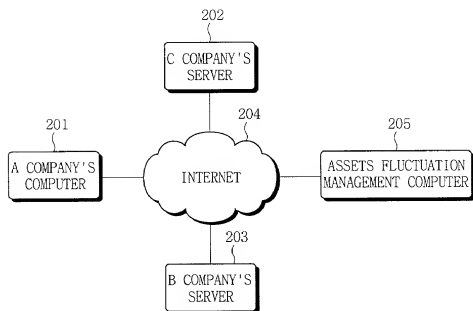 202
C COMPANY'S
SERVER
204
201
205
A COMPANY'S
COMPUTER
INTERNET
ASSETS FLUCTUATION
MANAGEMENT COMPUTER
203
B COMPANY'S
SERVER